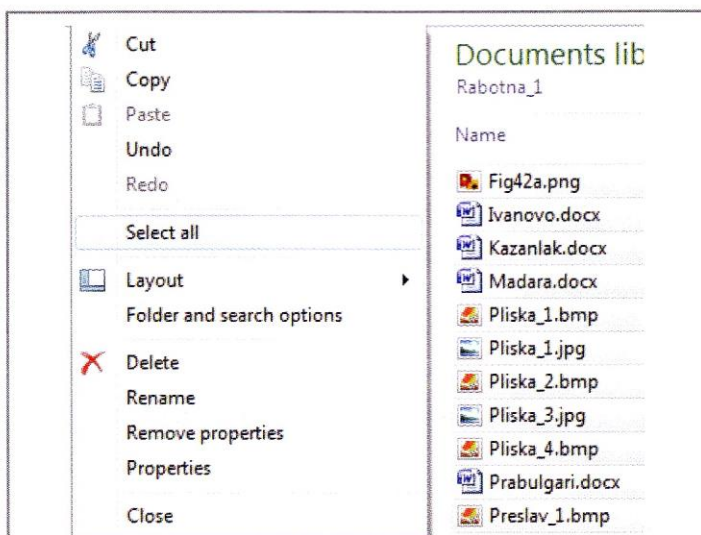 Cut
Copy
Paste
Undo
Redo
Select all
Layout
Folder and search options
Delete
Rename
Remove properties
Properties
Close
Documents lib
Rabotna_1
Name
Fig42a.png
Ivanovo.docx
Kazanlak.docx
Madara.docx
Pliska_1.bmp
Pliska_1.jpg
Pliska_2.bmp
Pliska_3.jpg
Pliska_4.bmp
Prabulgari.docx
Preslav_1.bmp